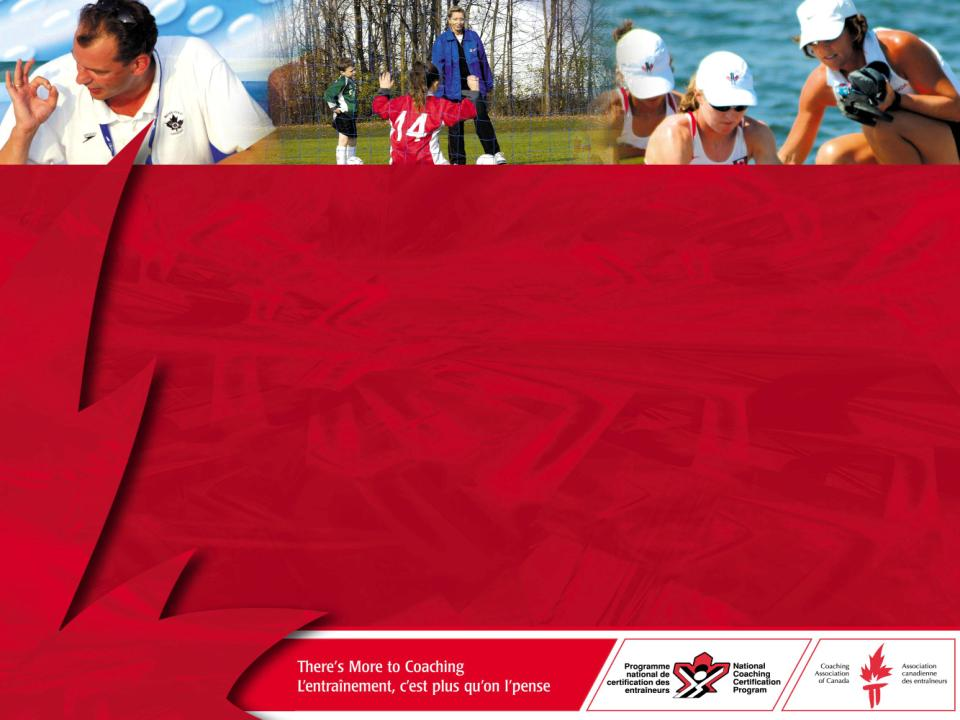 14
There's More to Coaching
L'entraînement, c'est plus qu'on l'pense
Programme
national de
certification des
entraîneurs
National
Coaching
Certification
Program
Coaching
Association
of Canada
Association
canadienne
des entraîneurs